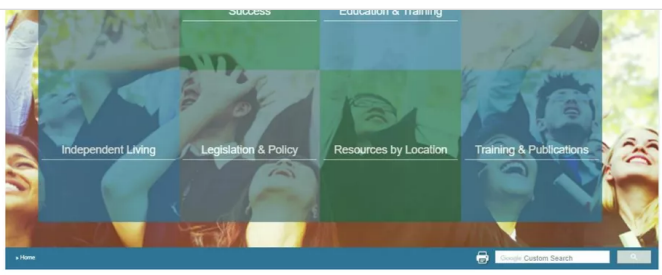 Success
Education & Training
Independent Living
Legislation & Policy
Resources by Location
Training & Publications
Home
Google Custom Search